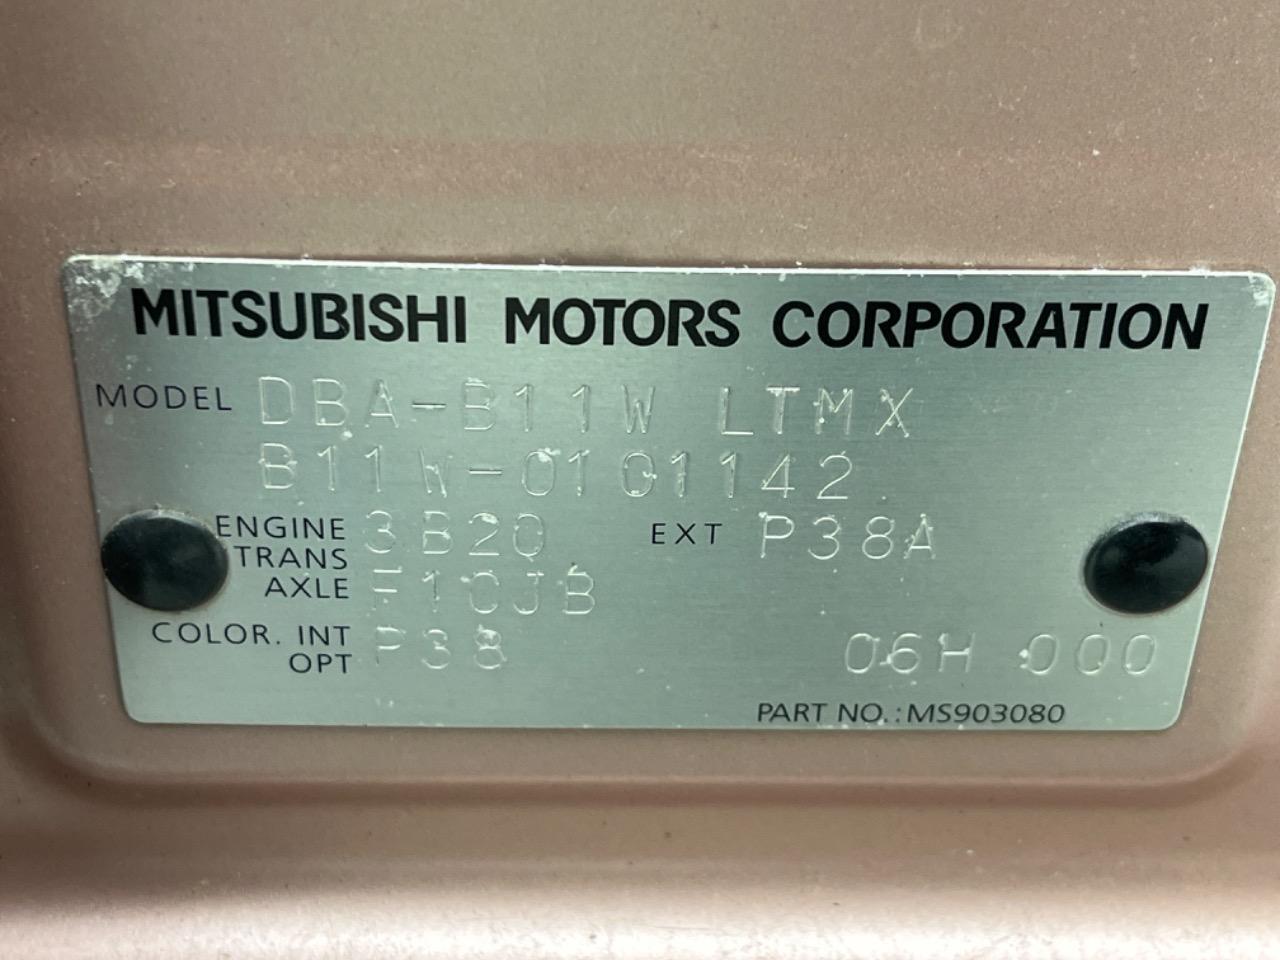 MITSUBISHI MOTORS CORPORATION
MODEL DBA-B11W LTMX
B11W-0101142
ENGINE 3B20 EXT P38A
TRANS
AXLE F1CJB
COLOR. INT P38
OPT 06H 000
PART NO.:MS903080